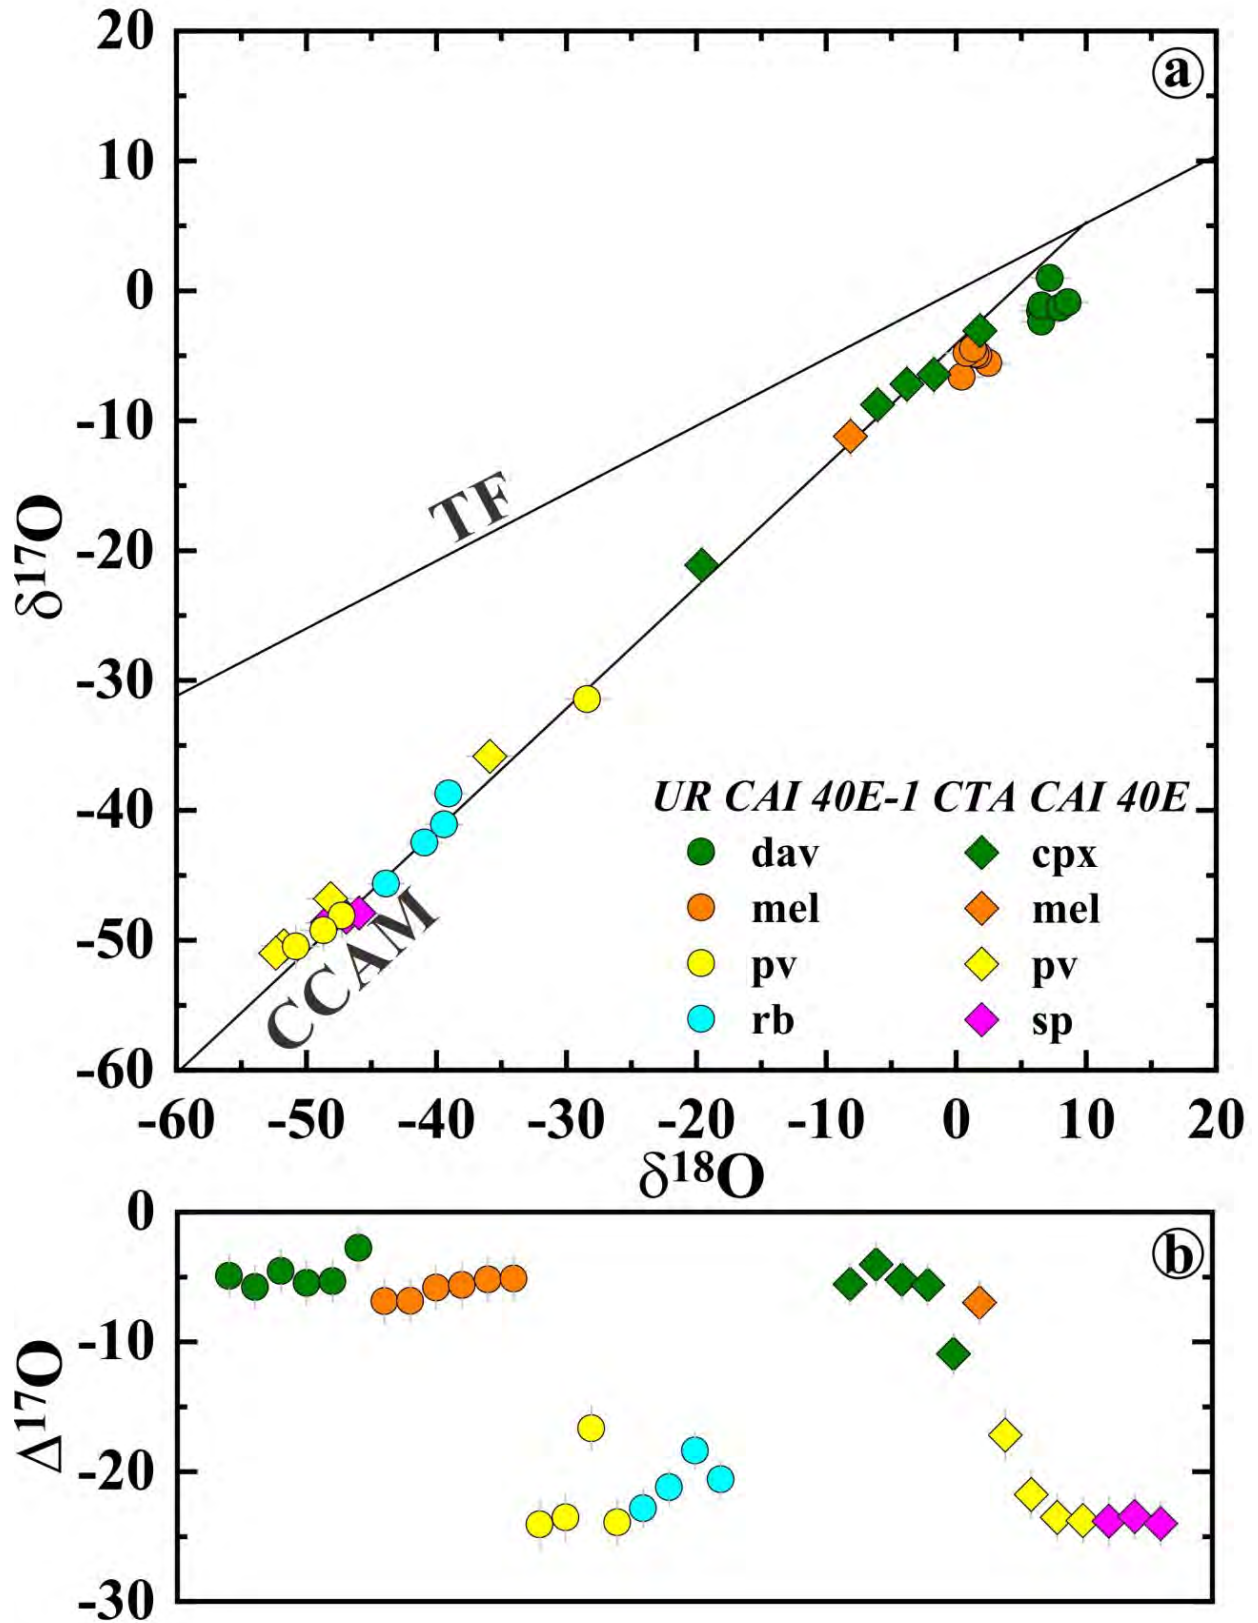 20
a
10
0
-10
-20
-30
-40
-50
-60
δ¹⁷O
TF
CCAM
UR CAI 40E-1 CTA CAI 40E
dav cpx
mel mel
pv pv
rb sp
-60 -50 -40 -30 -20 -10 0 10 20
δ¹⁸O
0
b
-10
-20
-30
Δ¹⁷O